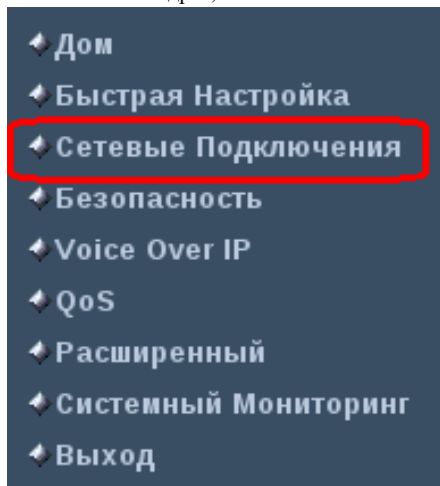 Дом
Быстрая Настройка
Сетевые Подключения
Безопасность
Voice Over IP
QoS
Расширенный
Системный Мониторинг
Выход